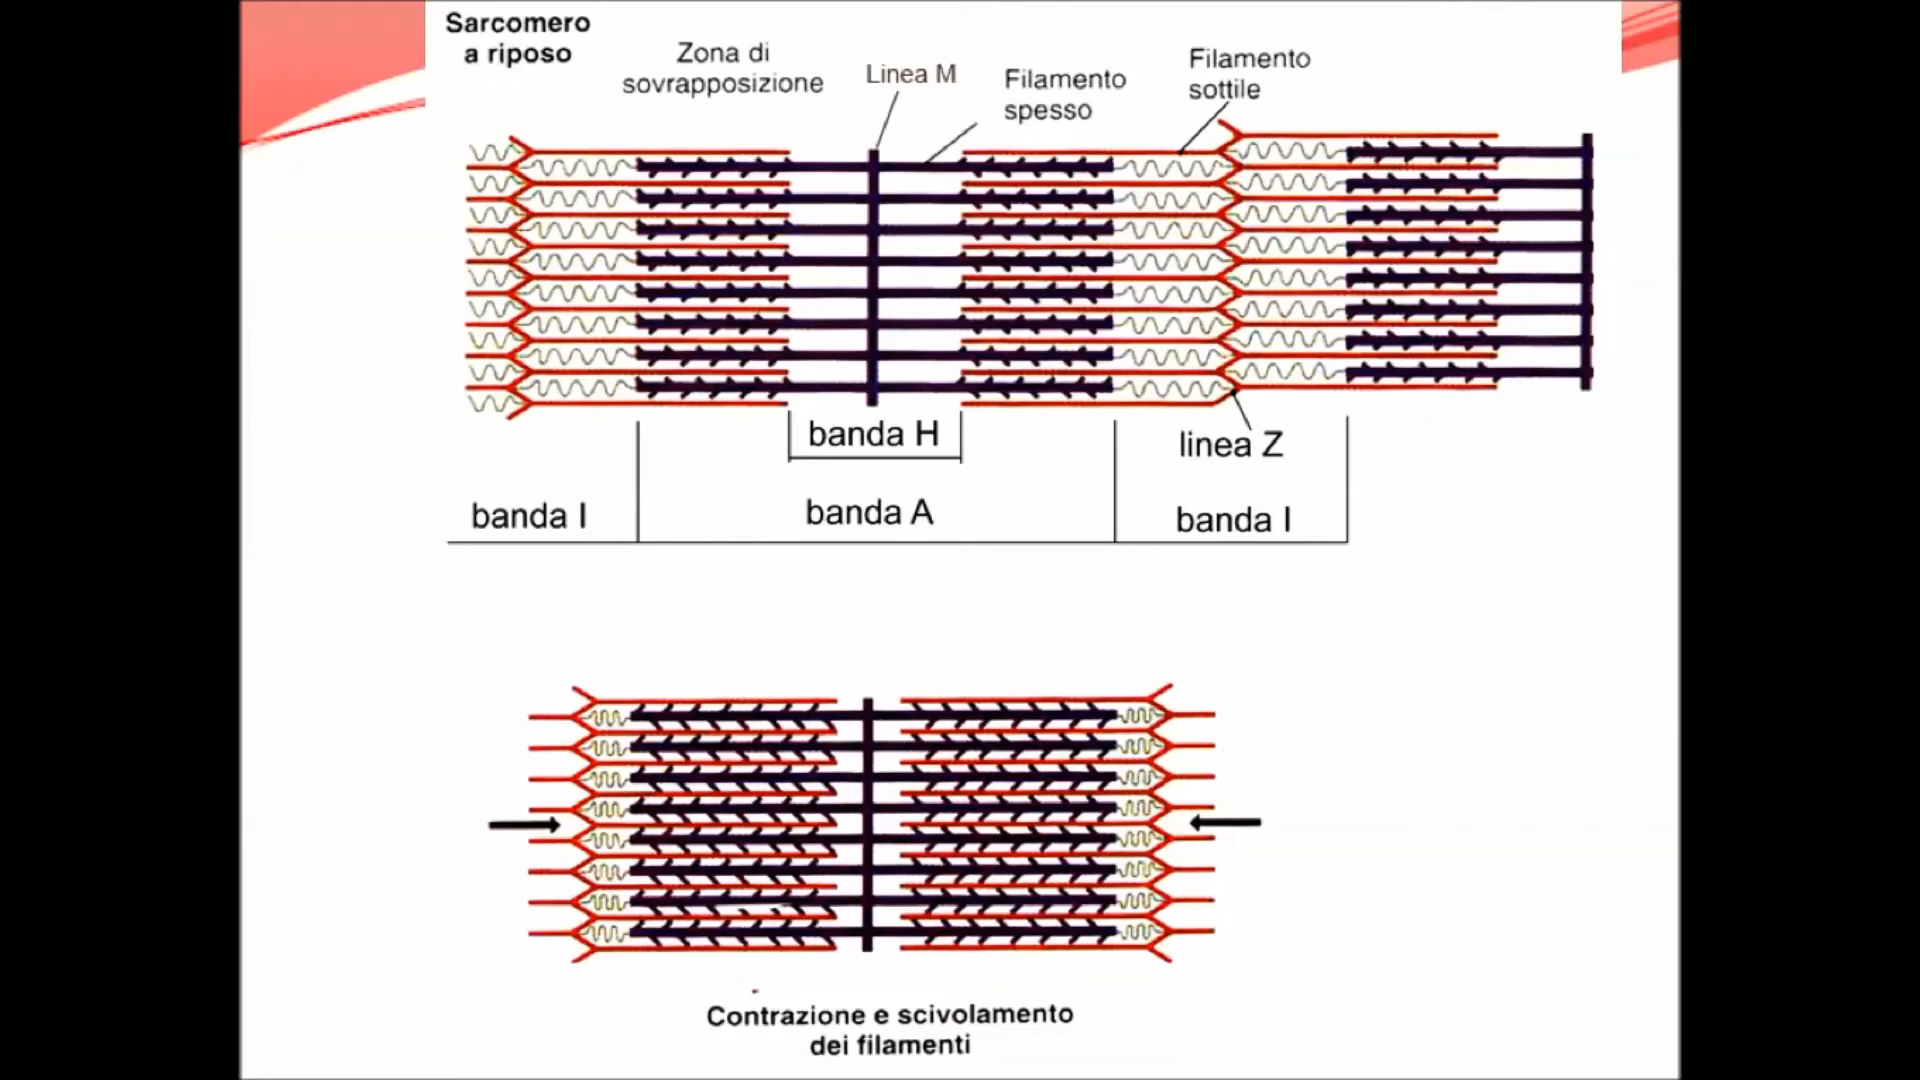 Sarcomero
a riposo
Zona di
sovrapposizione
Linea M
Filamento
spesso
Filamento
sottile
banda H
linea Z
banda I
banda A
banda I
Contrazione e scivolamento
dei filamenti